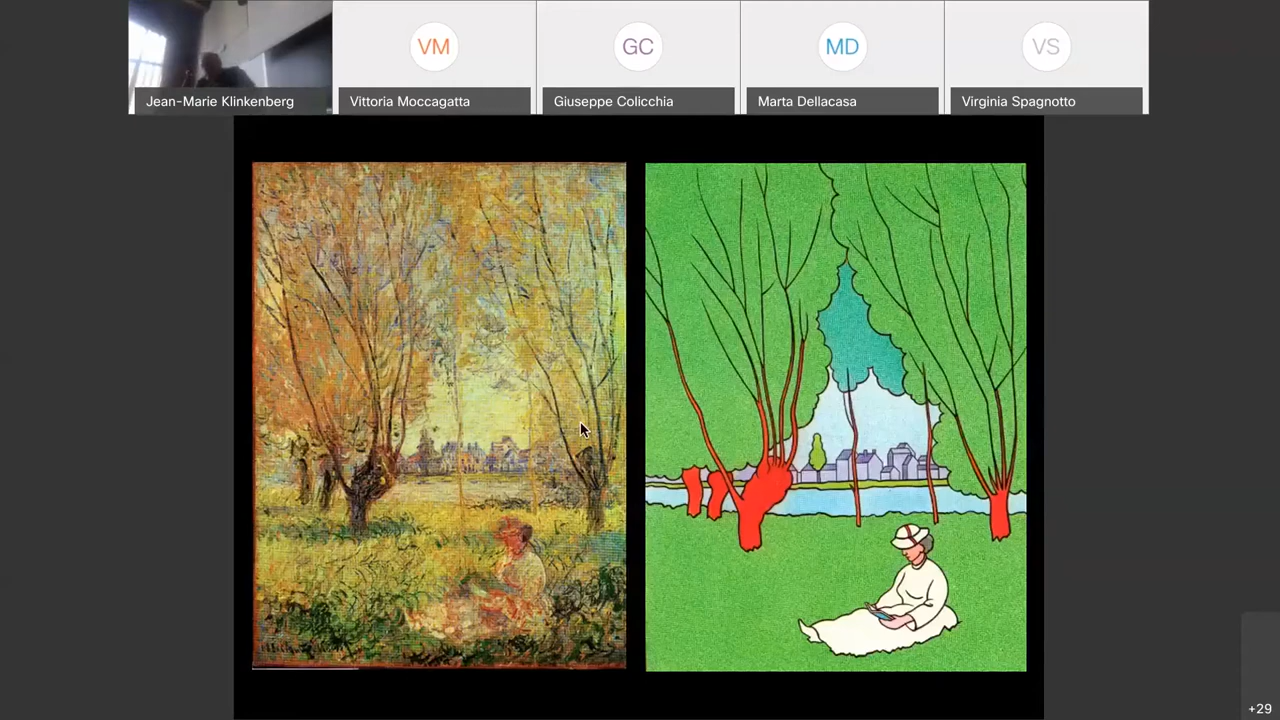 VM
GC
MD
VS
Jean-Marie Klinkenberg
Vittoria Moccagatta
Giuseppe Colicchia
Marta Dellacasa
Virginia Spagnotto
+29